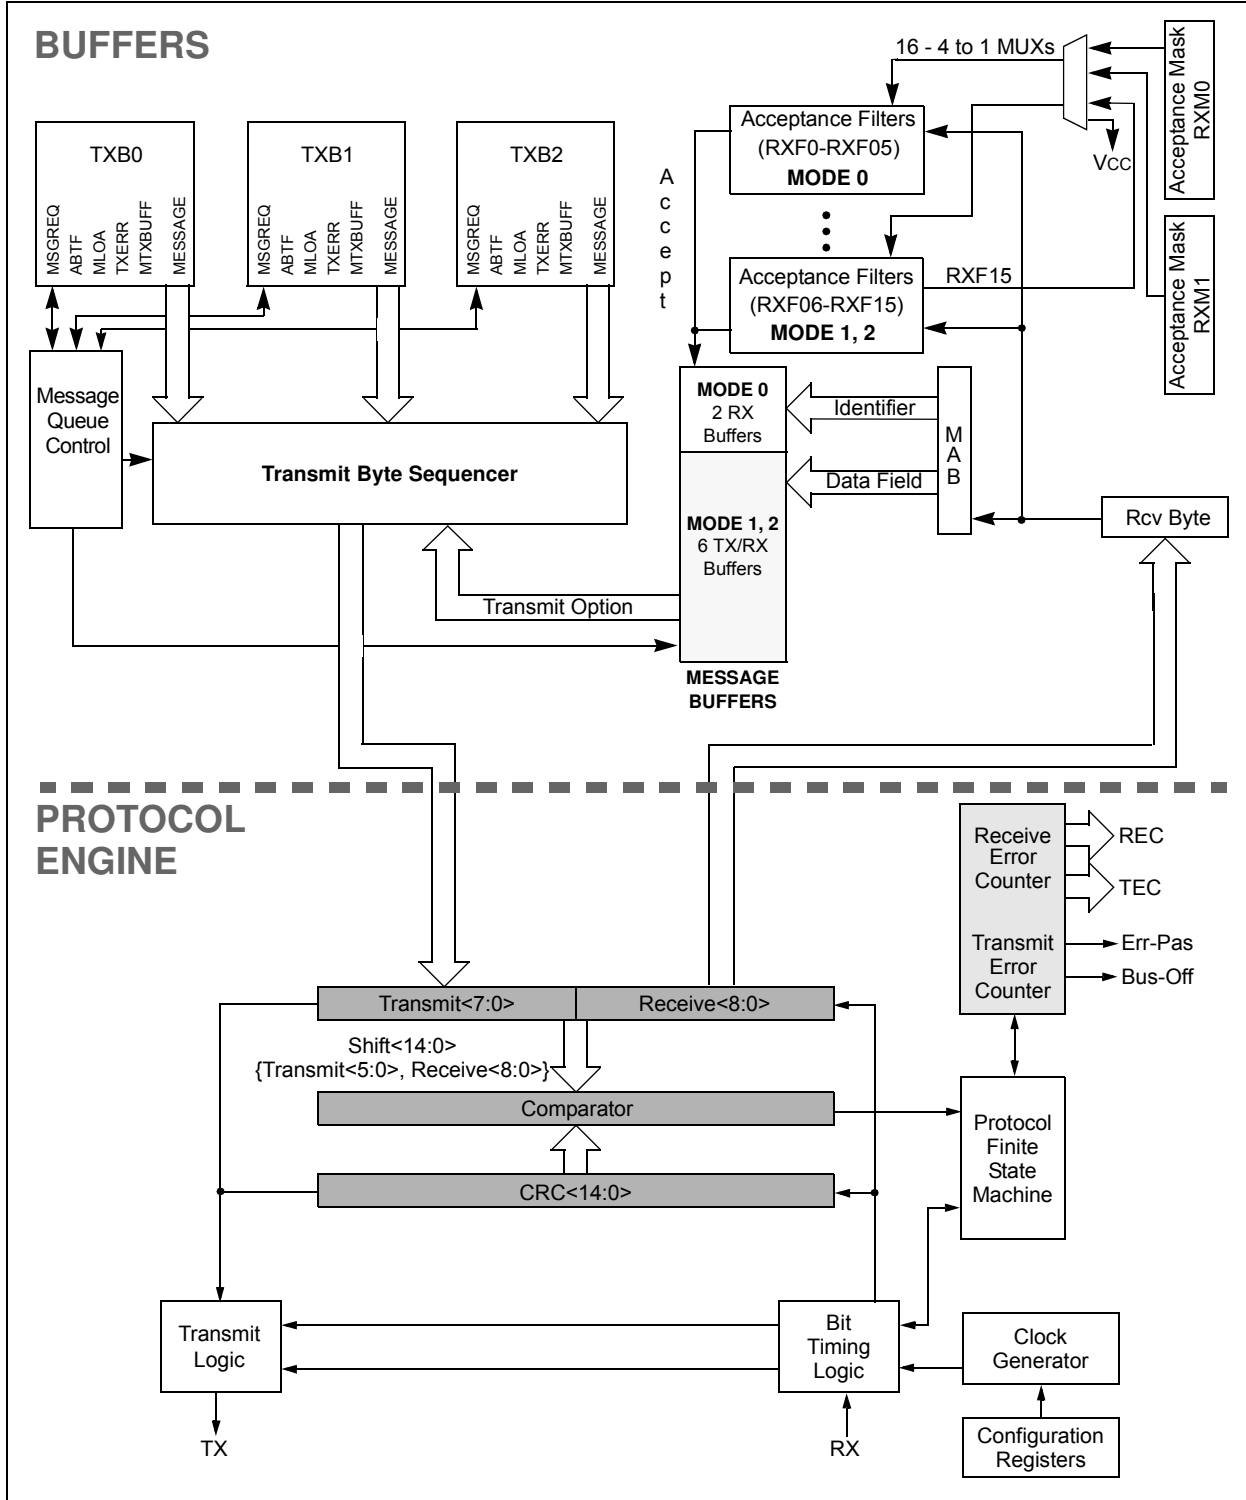 BUFFERS
16 - 4 to 1 MUXs
Acceptance Mask
RXM0
VCC
Acceptance Mask
RXM1
TXB0
MSGREQ
ABTF
MLOA
TXERR
MTXBUFF
MESSAGE
TXB1
MSGREQ
ABTF
MLOA
TXERR
MTXBUFF
MESSAGE
TXB2
MSGREQ
ABTF
MLOA
TXERR
MTXBUFF
MESSAGE
Accept
Acceptance Filters
(RXF0-RXF05)
MODE 0
Acceptance Filters
(RXF06-RXF15)
MODE 1, 2
RXF15
Message
Queue
Control
Transmit Byte Sequencer
MODE 0
2 RX
Buffers
MODE 1, 2
6 TX/RX
Buffers
MESSAGE
BUFFERS
Identifier
Data Field
MAB
Rcv Byte
Transmit Option
PROTOCOL
ENGINE
Receive
Error
Counter
Transmit
Error
Counter
REC
TEC
Err-Pas
Bus-Off
Transmit<7:0>
Receive<8:0>
Shift<14:0>
{Transmit<5:0>, Receive<8:0>}
Comparator
CRC<14:0>
Protocol
Finite
State
Machine
Transmit
Logic
Bit
Timing
Logic
Clock
Generator
Configuration
Registers
TX
RX